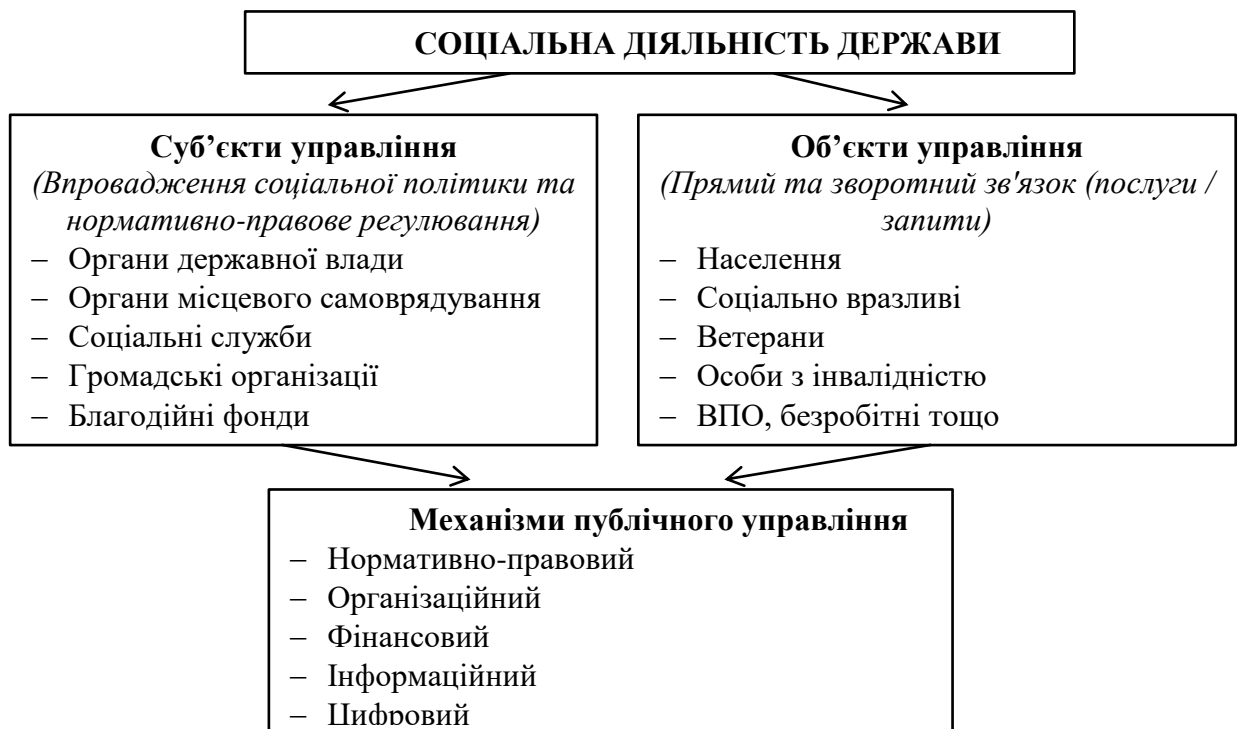 СОЦІАЛЬНА ДІЯЛЬНІСТЬ ДЕРЖАВИ
Суб’єкти управління
(Впровадження соціальної політики та
нормативно-правове регулювання)
– Органи державної влади
– Органи місцевого самоврядування
– Соціальні служби
– Громадські організації
– Благодійні фонди
Об’єкти управління
(Прямий та зворотний зв'язок (послуги /
запити)
– Населення
– Соціально вразливі
– Ветерани
– Особи з інвалідністю
– ВПО, безробітні тощо
Механізми публічного управління
– Нормативно-правовий
– Організаційний
– Фінансовий
– Інформаційний
– Цифровий